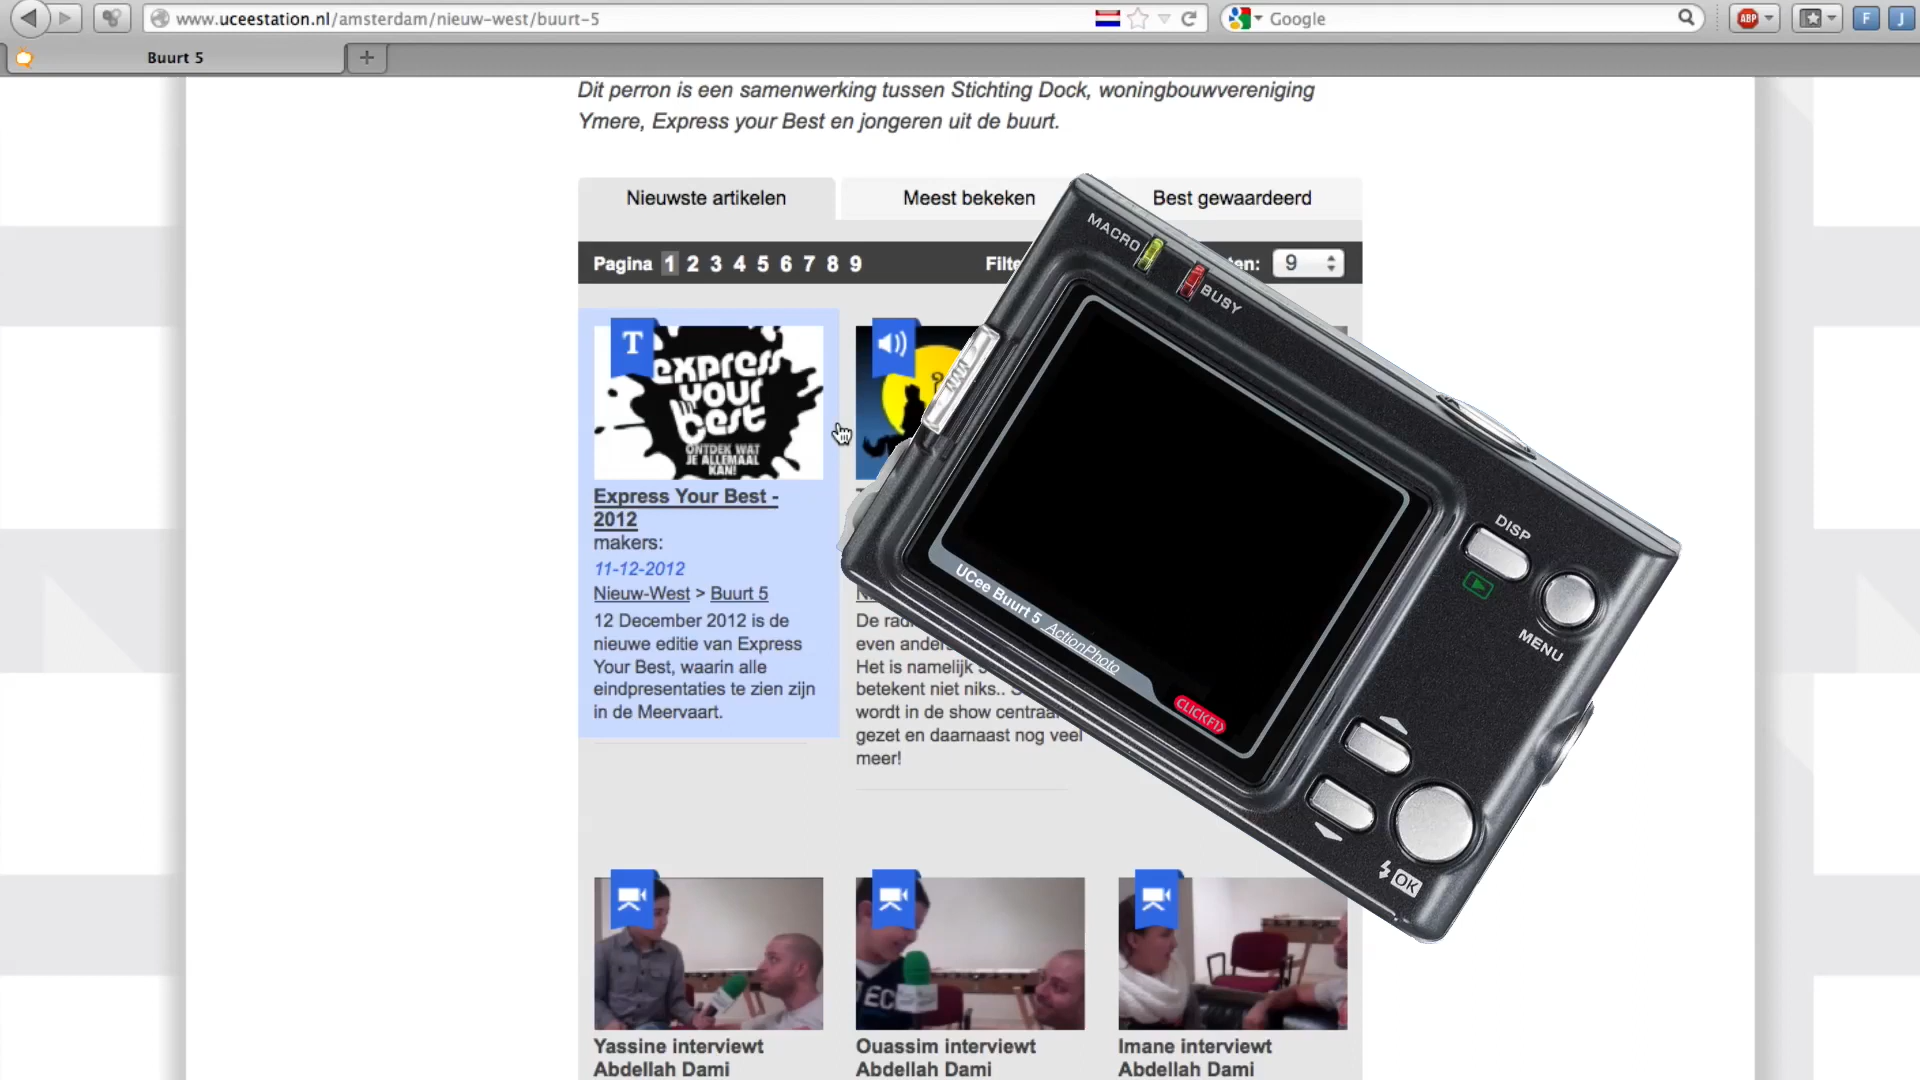 www.uceestation.nl/amsterdam/nieuw-west/buurt-5
Google
ABP
F
J
Buurt 5
Dit perron is een samenwerking tussen Stichting Dock, woningbouwvereniging
Ymere, Express your Best en jongeren uit de buurt.
Nieuwste artikelen
Meest bekeken
Best gewaardeerd
Pagina 1 2 3 4 5 6 7 8 9
9
T
express
your
best
ONTDEK WAT
JE ALLEMAAL
KAN!
Express Your Best -
2012
makers:
11-12-2012
Nieuw-West > Buurt 5
12 December 2012 is de
nieuwe editie van Express
Your Best, waarin alle
eindpresentaties te zien zijn
in de Meervaart.
De
even
Het is namelijk
betekent niet niks..
wordt in de show
gezet en daarnaast nog veel
meer!
MACRO
BUSY
DISP
MENU
OK
UCee Buurt 5 ActionPhoto
CLICKF1>
Yassine interviewt
Abdellah Dami
Ouassim interviewt
Abdellah Dami
Imane interviewt
Abdellah Dami